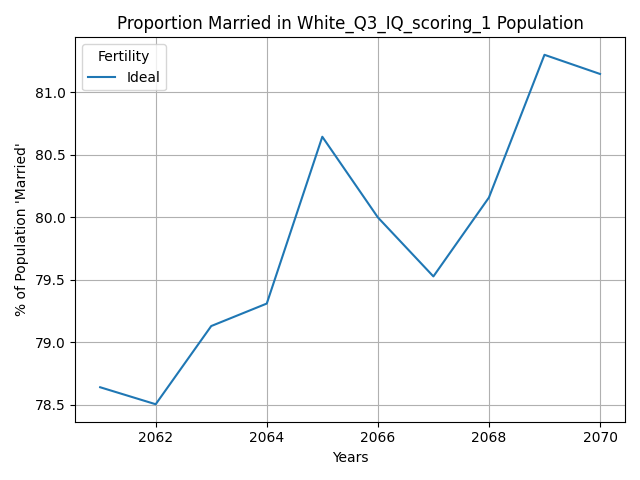 Proportion Married in White_Q3_IQ_scoring_1 Population
Fertility
Ideal
% of Population 'Married'
81.0
80.5
80.0
79.5
79.0
78.5
2062 2064 2066 2068 2070
Years